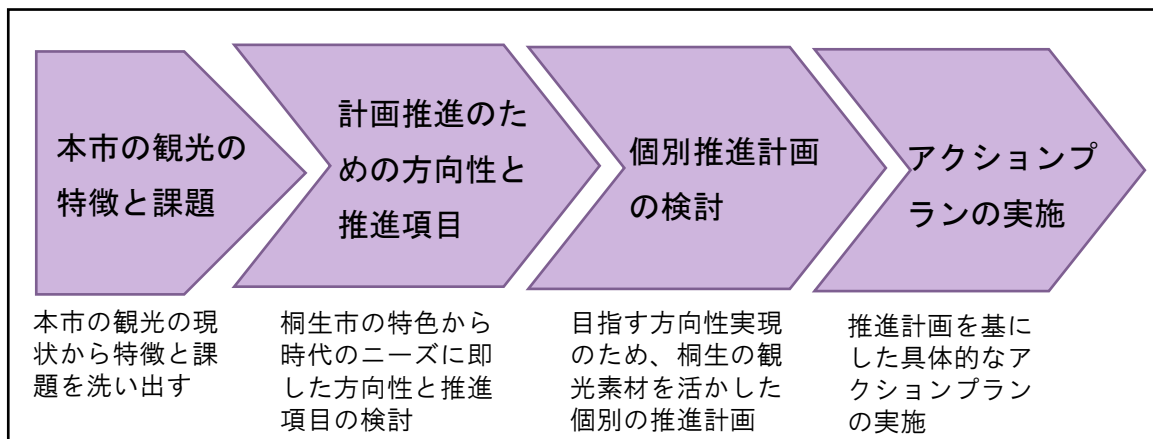 本市の観光の
特徴と課題
計画推進のた
めの方向性と
推進項目
個別推進計画
の検討
アクションプ
ランの実施
本市の観光の現
状から特徴と課
題を洗い出す
桐生市の特色から
時代のニーズに即
した方向性と推進
項目の検討
目指す方向性実現
のため、桐生の観
光素材を活かした
個別の推進計画
推進計画を基に
した具体的なア
クションプラン
の実施